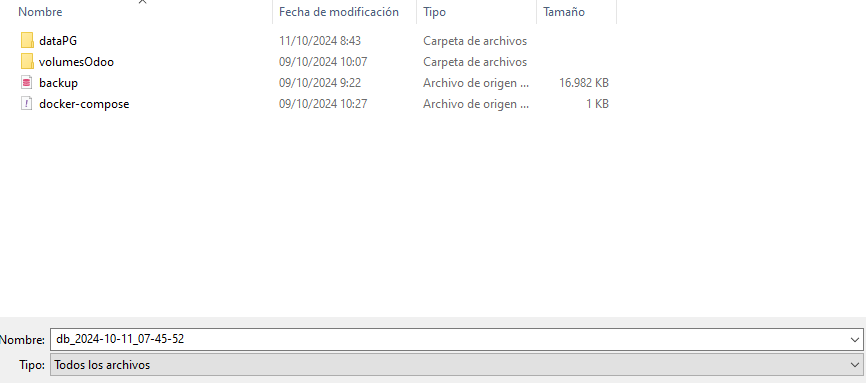 Nombre Fecha de modificación Tipo Tamaño
dataPG 11/10/2024 8:43 Carpeta de archivos
volumesOdoo 09/10/2024 10:07 Carpeta de archivos
backup 09/10/2024 9:22 Archivo de origen ... 16.982 KB
docker-compose 09/10/2024 10:27 Archivo de origen ... 1 KB
Nombre: db_2024-10-11_07-45-52
Tipo: Todos los archivos